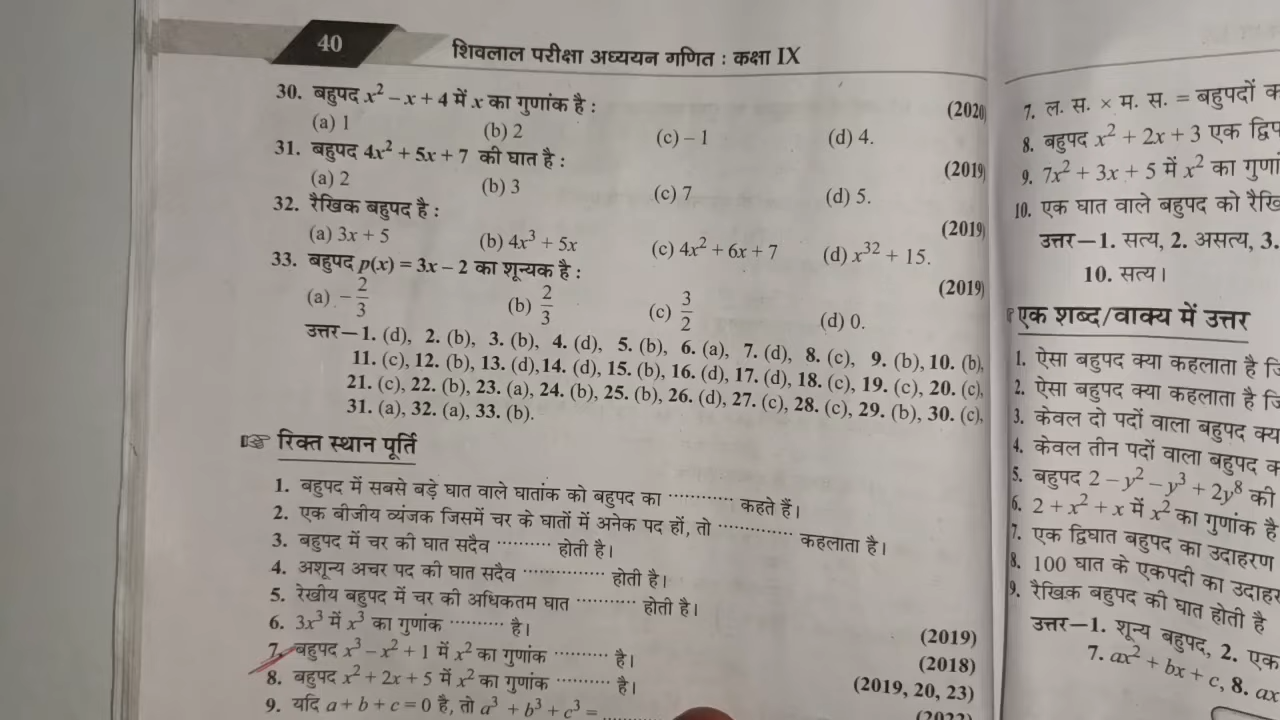 40
शिवलाल परीक्षा अध्ययन गणित : कक्षा IX
30. बहुपद x² – x + 4 में x का गुणांक है : (2020)
(a) 1 (b) 2 (c) – 1 (d) 4.
31. बहुपद 4x² + 5x + 7 की घात है : (2019)
(a) 2 (b) 3 (c) 7 (d) 5.
32. रैखिक बहुपद है : (2019)
(a) 3x + 5 (b) 4x³ + 5x (c) 4x² + 6x + 7 (d) x³² + 15.
33. बहुपद p(x) = 3x – 2 का शून्यक है : (2019)
(a) – 2/3 (b) 2/3 (c) 3/2 (d) 0.
उत्तर–1. (d), 2. (b), 3. (b), 4. (d), 5. (b), 6. (a), 7. (d), 8. (c), 9. (b), 10. (b),
11. (c), 12. (b), 13. (d), 14. (d), 15. (b), 16. (d), 17. (d), 18. (c), 19. (c), 20. (c),
21. (c), 22. (b), 23. (a), 24. (b), 25. (b), 26. (d), 27. (c), 28. (c), 29. (b), 30. (c),
31. (a), 32. (a), 33. (b).
☞ रिक्त स्थान पूर्ति
1. बहुपद में सबसे बड़े घात वाले घातांक को बहुपद का ............ कहते हैं।
2. एक बीजीय व्यंजक जिसमें चर के घातों में अनेक पद हों, तो ............. कहलाता है।
3. बहुपद में चर की घात सदैव .......... होती है।
4. अशून्य अचर पद की घात सदैव .............. होती है।
5. रेखीय बहुपद में चर की अधिकतम घात ........... होती है।
6. 3x³ में x³ का गुणांक .......... है। (2019)
7. बहुपद x³ – x² + 1 में x² का गुणांक .......... है। (2018)
8. बहुपद x² + 2x + 5 में x² का गुणांक .......... है। (2019, 20, 23)
9. यदि a + b + c = 0 है, तो a³ + b³ + c³ = .......... (2022)
7. ल. स. × म. स. = बहुपदों
8. बहुपद x² + 2x + 3 एक
9. 7x² + 3x + 5 में x² का
10. एक घात वाले बहुपद को
उत्तर–1. सत्य, 2. असत्य, 3.
10. सत्य।
एक शब्द/वाक्य में उत्तर
1. ऐसा बहुपद क्या कहलाता है
2. ऐसा बहुपद क्या कहलाता है
3. केवल दो पदों वाला बहुपद
4. केवल तीन पदों वाला बहुपद
5. बहुपद 2 – y² – y³ + 2y⁸ की
6. 2 + x² + x में x² का गुणांक है
7. एक द्विघात बहुपद का उदाहरण
8. 100 घात के एकपदी का
9. रैखिक बहुपद की घात होती है
उत्तर–1. शून्य बहुपद, 2.
7. ax² + bx + c, 8. ax